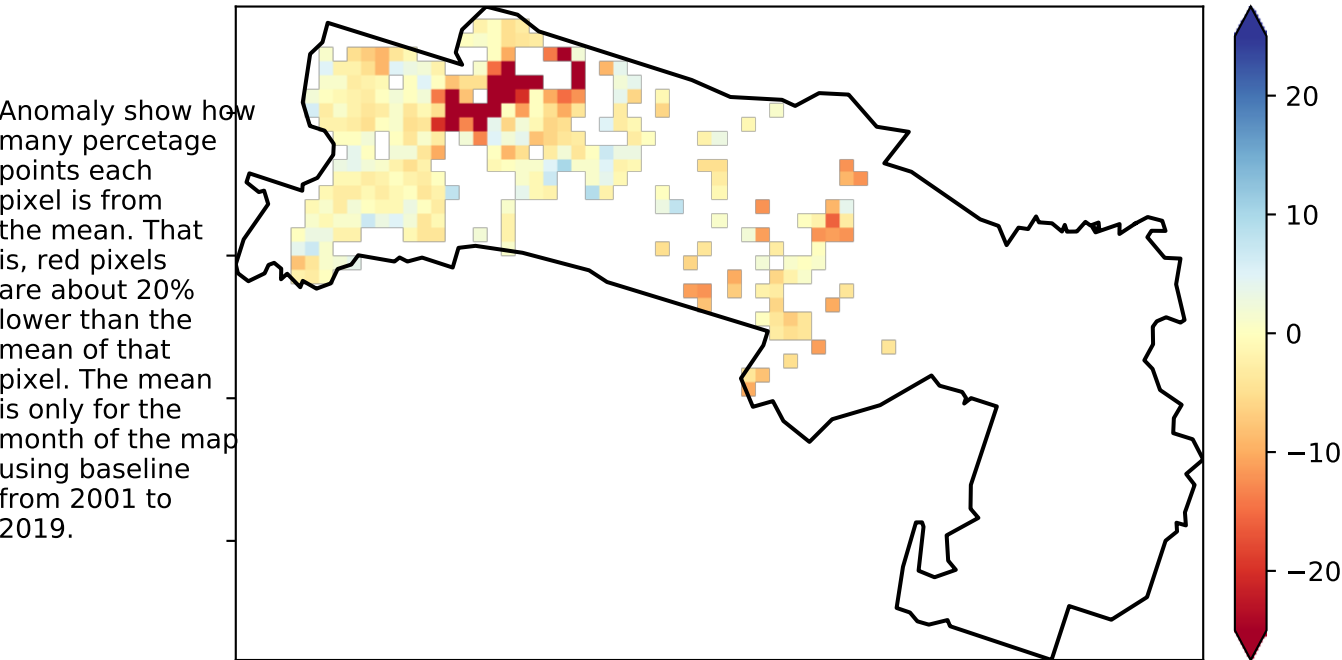 Anomaly show how
many percetage
points each
pixel is from
the mean. That
is, red pixels
are about 20%
lower than the
mean of that
pixel. The mean
is only for the
month of the map
using baseline
from 2001 to
2019.
20
10
0
−10
−20